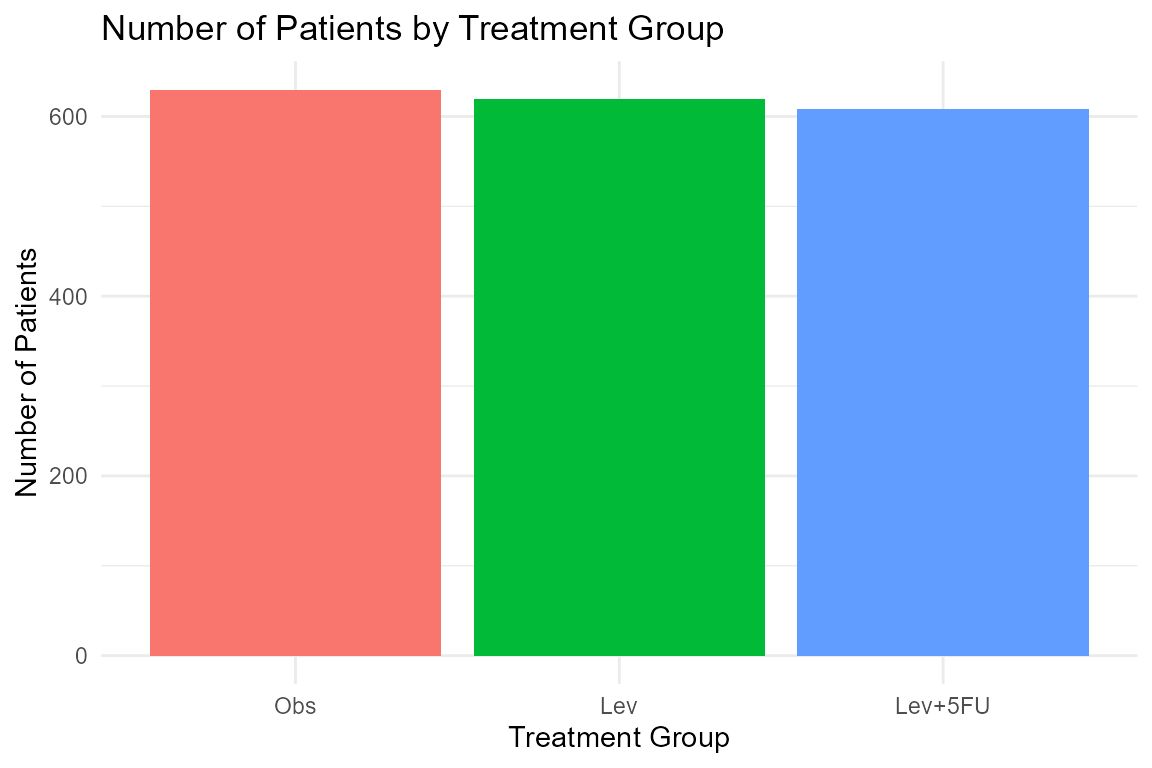 Number of Patients by Treatment Group
Number of Patients
600
400
200
0
Obs
Lev
Lev+5FU
Treatment Group